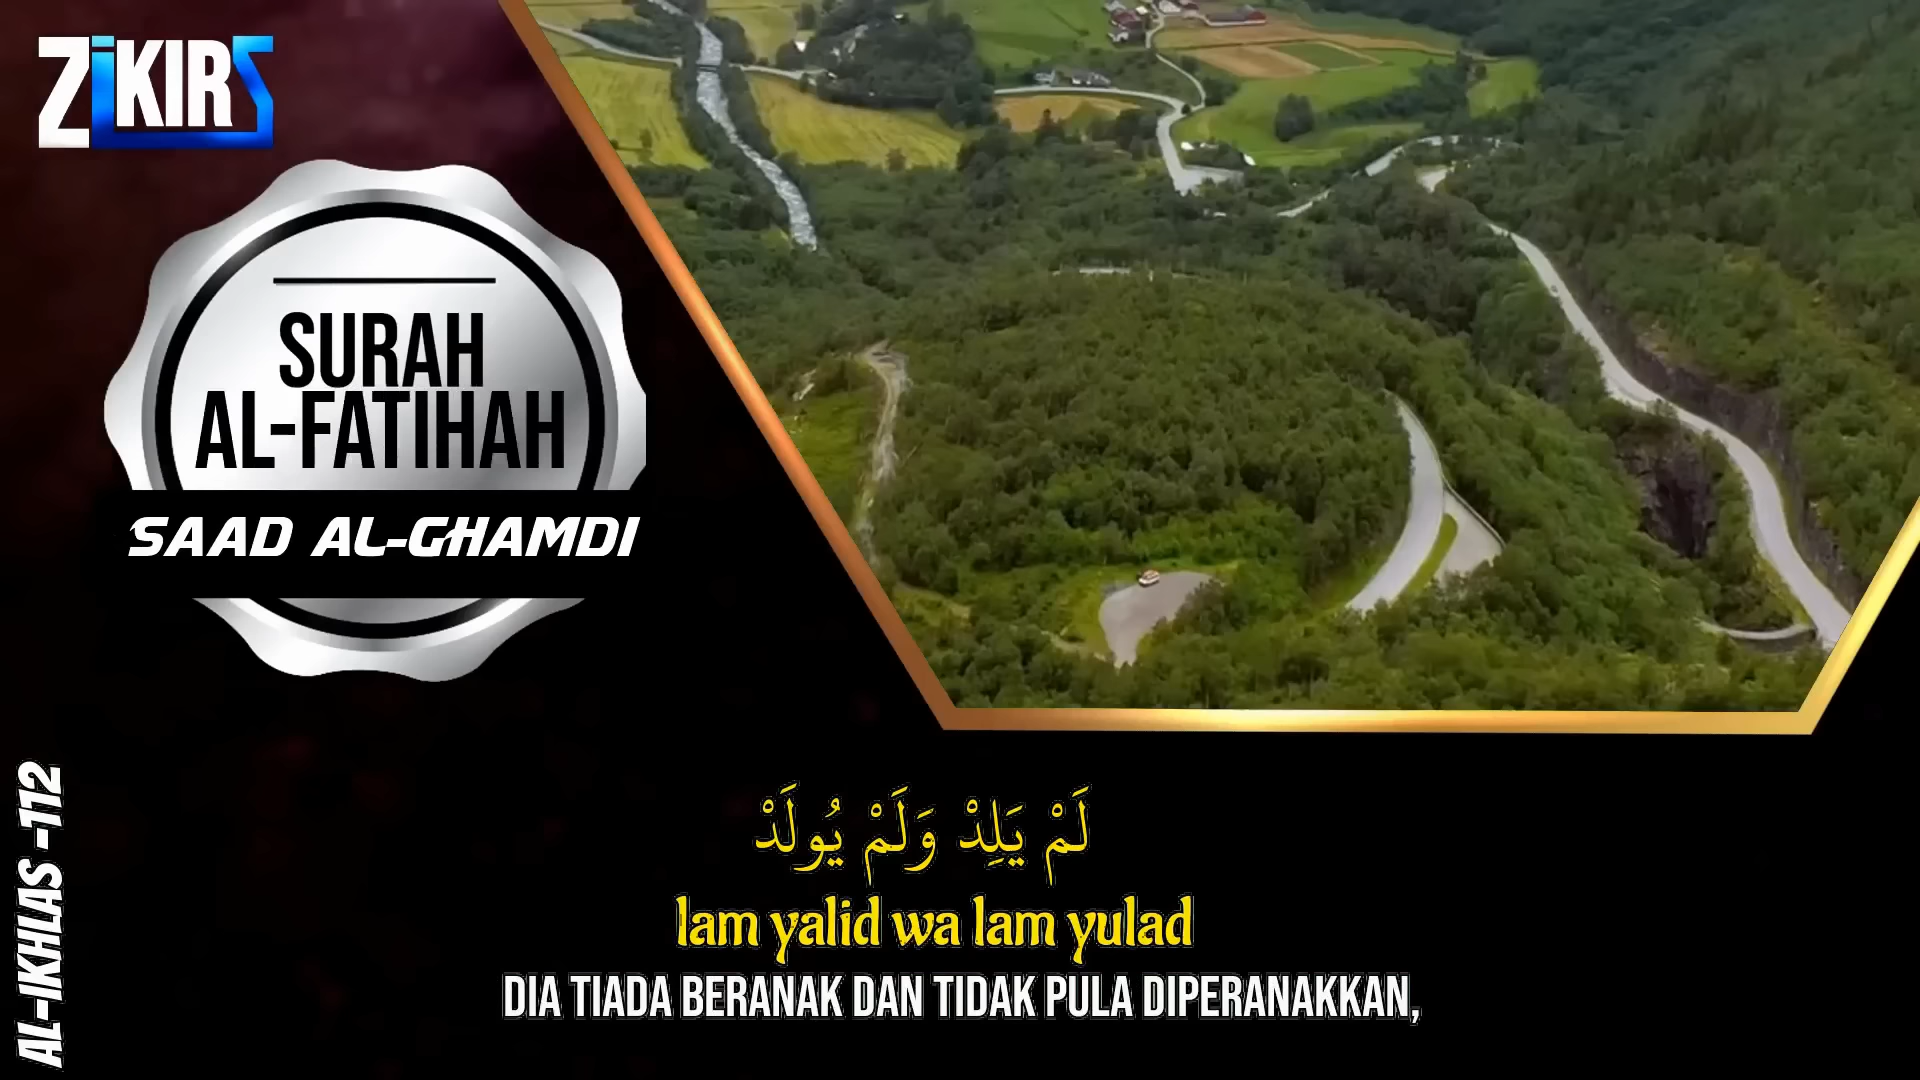 ZIKIRS
SURAH
AL-FATIHAH
SAAD AL-GHAMDI
AL-IKHLAS -112
لَمْ يَلِدْ وَلَمْ يُولَدْ
lam yalid wa lam yulad
DIA TIADA BERANAK DAN TIDAK PULA DIPERANAKKAN,